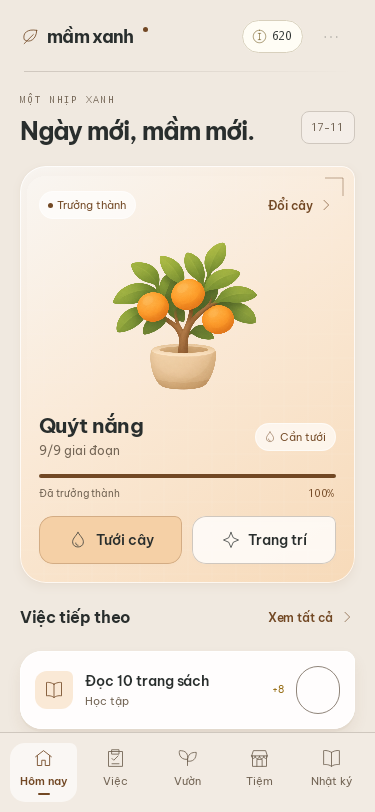 mầm xanh
620
MỘT NHỊP XANH
Ngày mới, mầm mới.
17–11
Trưởng thành
Đổi cây
Quýt nắng
9/9 giai đoạn
Cần tưới
Đã trưởng thành
100%
Tưới cây
Trang trí
Việc tiếp theo
Xem tất cả
Đọc 10 trang sách
Học tập
+8
Hôm nay
Việc
Vườn
Tiệm
Nhật ký